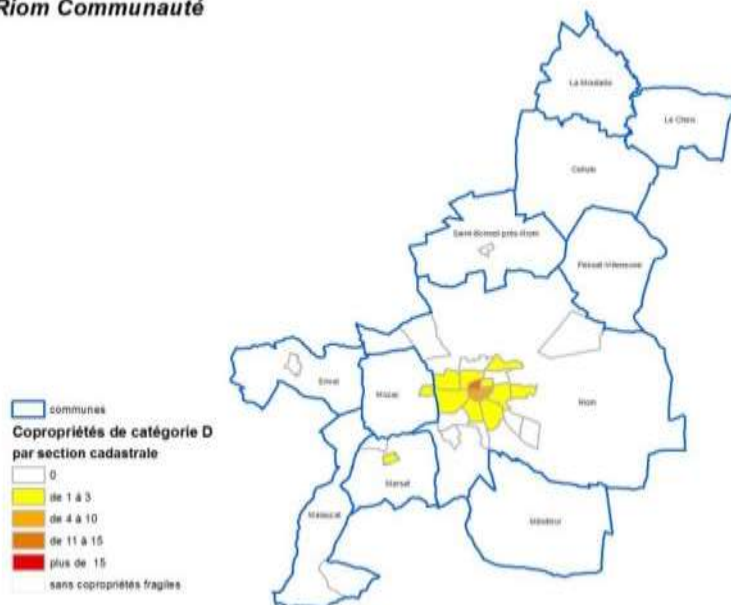 Riom Communauté
La Moutade
Le Cheix
Cellule
Saint-Bonnet-près-Riom
Pessat-Villeneuve
Enval
Mozac
Riom
Marsat
Malauzat
Ménétrol
communes
Copropriétés de catégorie D
par section cadastrale
0
de 1 à 3
de 4 à 10
de 11 à 15
plus de 15
sans copropriétés fragiles